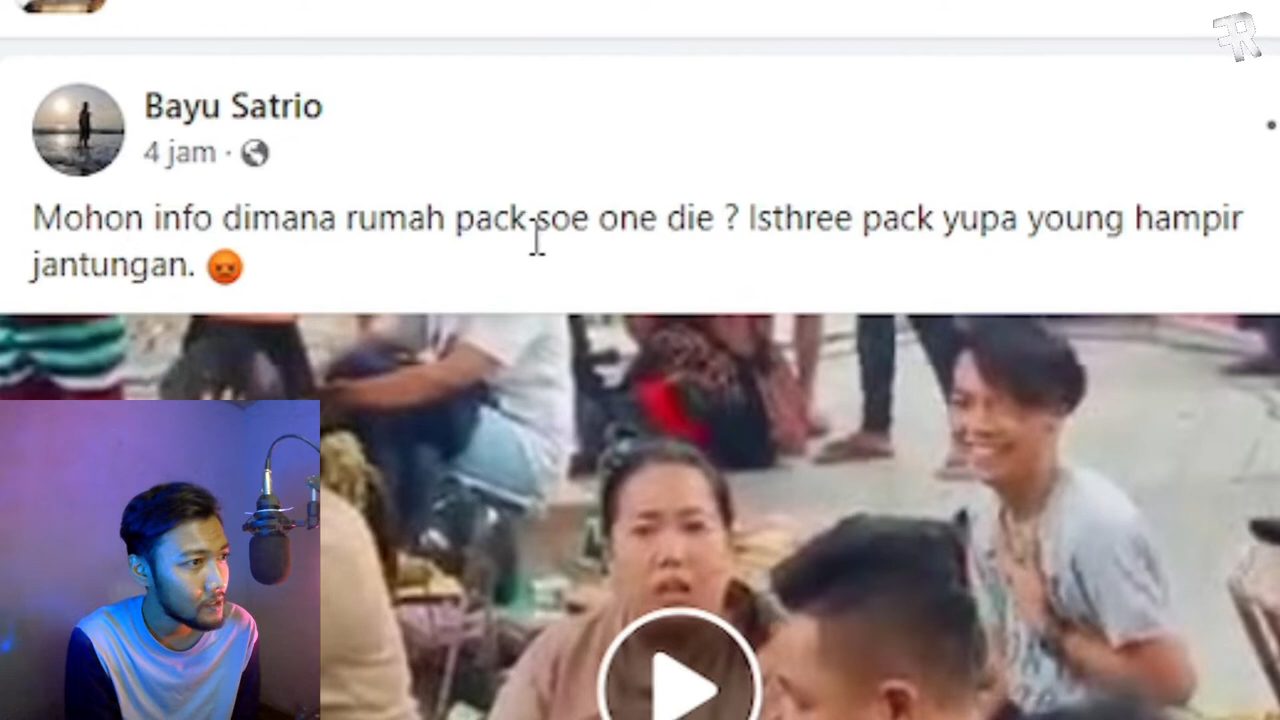 Bayu Satrio
4 jam ·
Mohon info dimana rumah pack soe one die ? Isthree pack yupa young hampir
jantungan. 😡